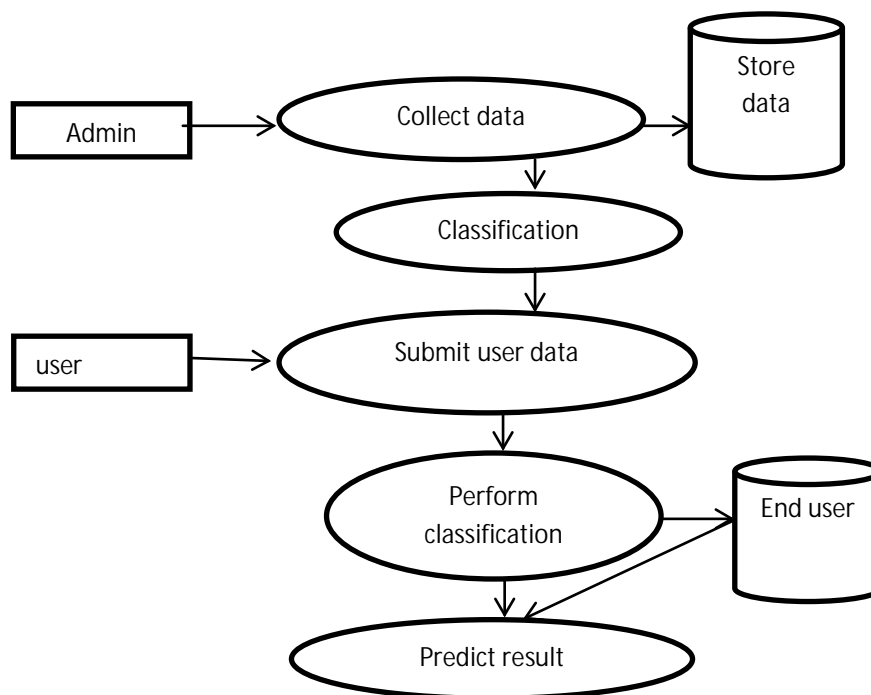 Store
data
Collect data
Admin
Classification
Submit user data
user
Perform
classification
End user
Predict result